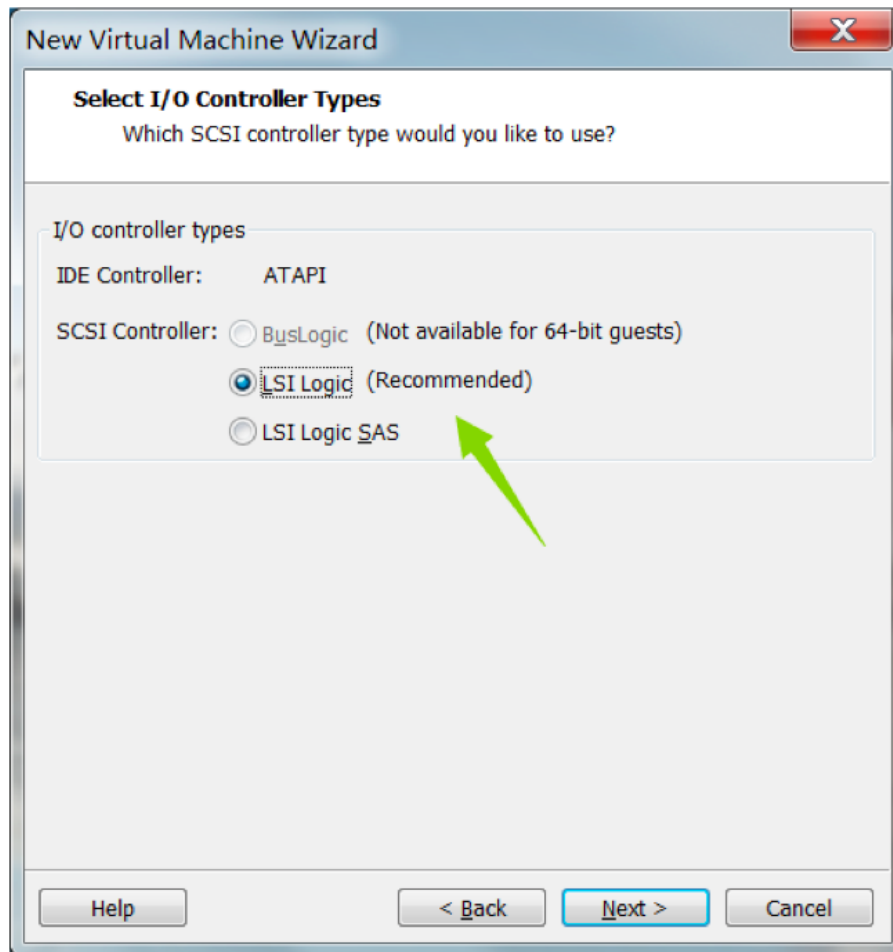 New Virtual Machine Wizard
Select I/O Controller Types
Which SCSI controller type would you like to use?
I/O controller types
IDE Controller: ATAPI
SCSI Controller: BusLogic (Not available for 64-bit guests)
LSI Logic (Recommended)
LSI Logic SAS
Help < Back Next > Cancel